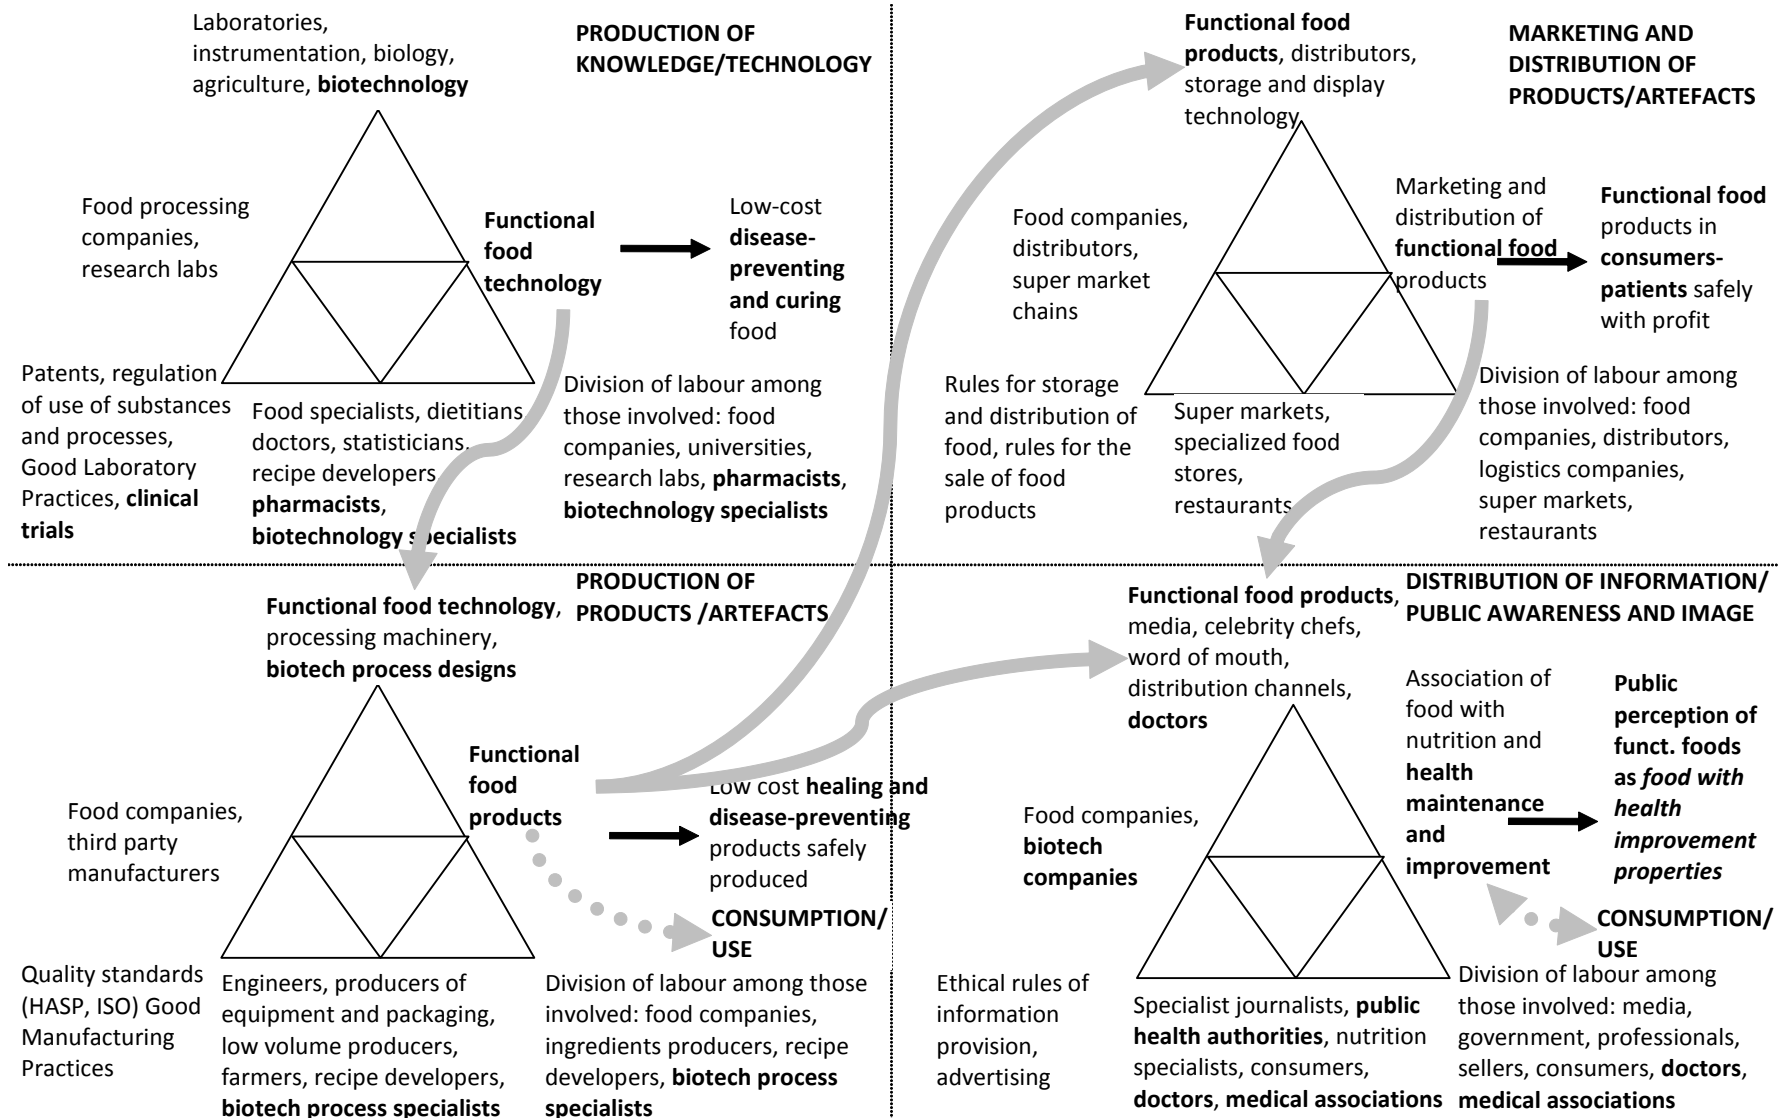 Laboratories,
instrumentation, biology,
agriculture, biotechnology
PRODUCTION OF
KNOWLEDGE/TECHNOLOGY
Food processing
companies,
research labs
Functional
food
technology
Low-cost
disease-
preventing
and curing
food
Patents, regulation
of use of substances
and processes,
Good Laboratory
Practices, clinical
trials
Food specialists, dietitians
doctors, statisticians,
recipe developers
pharmacists,
biotechnology specialists
Division of labour among
those involved: food
companies, universities,
research labs, pharmacists,
biotechnology specialists
Functional food
products, distributors,
storage and display
technology
MARKETING AND
DISTRIBUTION OF
PRODUCTS/ARTEFACTS
Food companies,
distributors,
super market
chains
Marketing and
distribution of
functional food
products
Functional food
products in
consumers-
patients safely
with profit
Rules for storage
and distribution of
food, rules for the
sale of food
products
Super markets,
specialized food
stores,
restaurants
Division of labour among
those involved: food
companies, distributors,
logistics companies,
super markets,
restaurants
PRODUCTION OF
PRODUCTS /ARTEFACTS
Functional food technology,
processing machinery,
biotech process designs
Food companies,
third party
manufacturers
Functional
food
products
Low cost healing and
disease-preventing
products safely
produced
CONSUMPTION/
USE
Quality standards
(HASP, ISO) Good
Manufacturing
Practices
Engineers, producers of
equipment and packaging,
low volume producers,
farmers, recipe developers,
biotech process specialists
Division of labour among those
involved: food companies,
ingredients producers, recipe
developers, biotech process
specialists
DISTRIBUTION OF INFORMATION/
PUBLIC AWARENESS AND IMAGE
Functional food products,
media, celebrity chefs,
word of mouth,
distribution channels,
doctors
Food companies,
biotech
companies
Association of
food with
nutrition and
health
maintenance
and
improvement
Public
perception of
funct. foods
as food with
health
improvement
properties
CONSUMPTION/
USE
Ethical rules of
information
provision,
advertising
Specialist journalists, public
health authorities, nutrition
specialists, consumers,
doctors, medical associations
Division of labour among
those involved: media,
government, professionals,
sellers, consumers, doctors,
medical associations